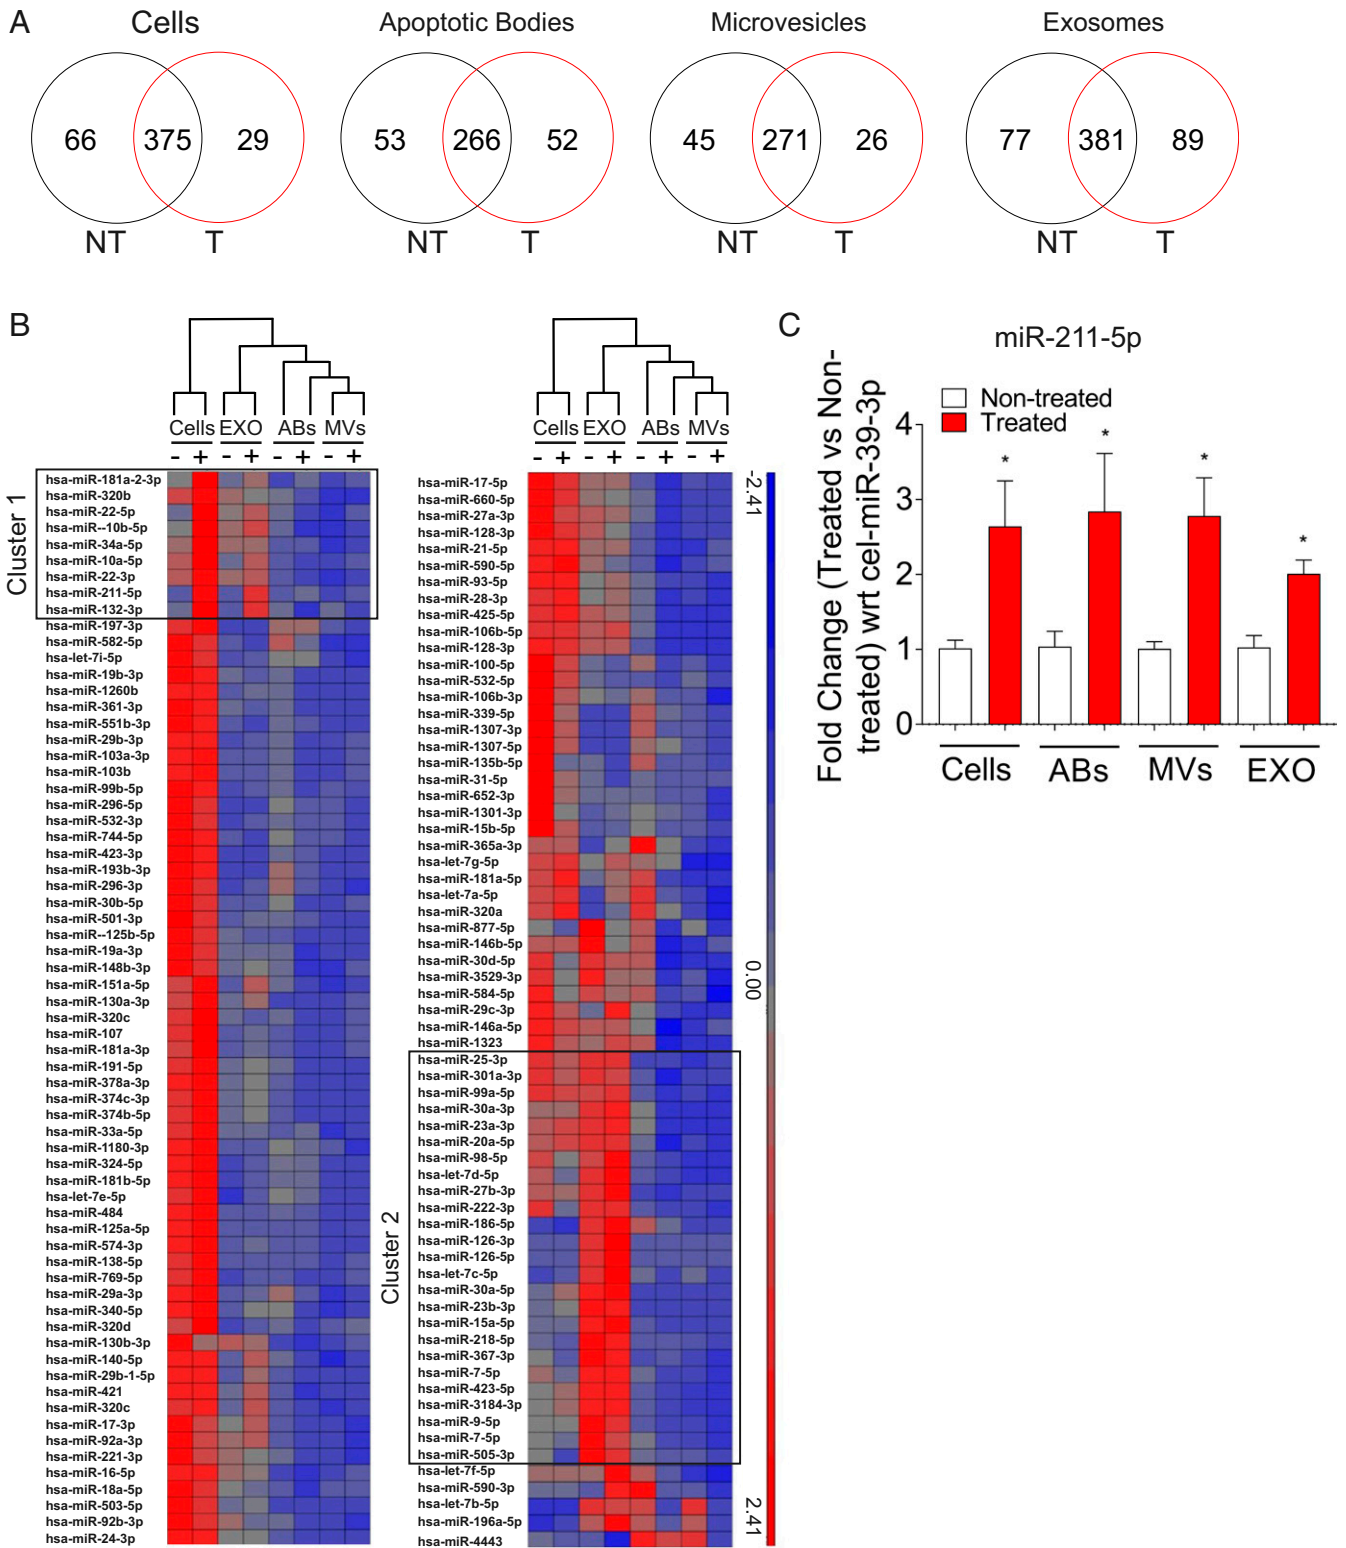 A
Cells
Apoptotic Bodies
Microvesicles
Exosomes
66 375 29
53 266 52
45 271 26
77 381 89
NT T
NT T
NT T
NT T
B
Cells EXO ABs MVs
- + - + - + - +
Cluster 1
hsa-miR-181a-2-3p
hsa-miR-320b
hsa-miR-22-5p
hsa-miR--10b-5p
hsa-miR-34a-5p
hsa-miR-10a-5p
hsa-miR-22-3p
hsa-miR-211-5p
hsa-miR-132-3p
hsa-miR-197-3p
hsa-miR-582-5p
hsa-let-7i-5p
hsa-miR-19b-3p
hsa-miR-1260b
hsa-miR-361-3p
hsa-miR-551b-3p
hsa-miR-29b-3p
hsa-miR-103a-3p
hsa-miR-103b
hsa-miR-99b-5p
hsa-miR-296-5p
hsa-miR-532-3p
hsa-miR-744-5p
hsa-miR-423-3p
hsa-miR-193b-3p
hsa-miR-296-3p
hsa-miR-30b-5p
hsa-miR-501-3p
hsa-miR--125b-5p
hsa-miR-19a-3p
hsa-miR-148b-3p
hsa-miR-151a-5p
hsa-miR-130a-3p
hsa-miR-320c
hsa-miR-107
hsa-miR-181a-3p
hsa-miR-191-5p
hsa-miR-378a-3p
hsa-miR-374c-3p
hsa-miR-374b-5p
hsa-miR-33a-5p
hsa-miR-1180-3p
hsa-miR-324-5p
hsa-miR-181b-5p
hsa-let-7e-5p
hsa-miR-484
hsa-miR-125a-5p
hsa-miR-574-3p
hsa-miR-138-5p
hsa-miR-769-5p
hsa-miR-29a-3p
hsa-miR-340-5p
hsa-miR-320d
hsa-miR-130b-3p
hsa-miR-140-5p
hsa-miR-29b-1-5p
hsa-miR-421
hsa-miR-320c
hsa-miR-17-3p
hsa-miR-92a-3p
hsa-miR-221-3p
hsa-miR-16-5p
hsa-miR-18a-5p
hsa-miR-503-5p
hsa-miR-92b-3p
hsa-miR-24-3p
Cells EXO ABs MVs
- + - + - + - +
hsa-miR-17-5p
hsa-miR-660-5p
hsa-miR-27a-3p
hsa-miR-128-3p
hsa-miR-21-5p
hsa-miR-590-5p
hsa-miR-93-5p
hsa-miR-28-3p
hsa-miR-425-5p
hsa-miR-106b-5p
hsa-miR-128-3p
hsa-miR-100-5p
hsa-miR-532-5p
hsa-miR-106b-3p
hsa-miR-339-5p
hsa-miR-1307-3p
hsa-miR-1307-5p
hsa-miR-135b-5p
hsa-miR-31-5p
hsa-miR-652-3p
hsa-miR-1301-3p
hsa-miR-15b-5p
hsa-miR-365a-3p
hsa-let-7g-5p
hsa-miR-181a-5p
hsa-let-7a-5p
hsa-miR-320a
hsa-miR-877-5p
hsa-miR-146b-5p
hsa-miR-30d-5p
hsa-miR-3529-3p
hsa-miR-584-5p
hsa-miR-29c-3p
hsa-miR-146a-5p
hsa-miR-1323
Cluster 2
hsa-miR-25-3p
hsa-miR-301a-3p
hsa-miR-99a-5p
hsa-miR-30a-3p
hsa-miR-23a-3p
hsa-miR-20a-5p
hsa-miR-98-5p
hsa-let-7d-5p
hsa-miR-27b-3p
hsa-miR-222-3p
hsa-miR-186-5p
hsa-miR-126-3p
hsa-miR-126-5p
hsa-let-7c-5p
hsa-miR-30a-5p
hsa-miR-23b-3p
hsa-miR-15a-5p
hsa-miR-218-5p
hsa-miR-367-3p
hsa-miR-7-5p
hsa-miR-423-5p
hsa-miR-3184-3p
hsa-miR-9-5p
hsa-miR-7-5p
hsa-miR-505-3p
hsa-let-7f-5p
hsa-miR-590-3p
hsa-let-7b-5p
hsa-miR-196a-5p
hsa-miR-4443
-2.41
0.00
2.41
C
miR-211-5p
Fold Change (Treated vs Non-
treated) wrt cel-miR-39-3p
Non-treated
Treated
4
3
2
1
0
* * * *
Cells ABs MVs EXO